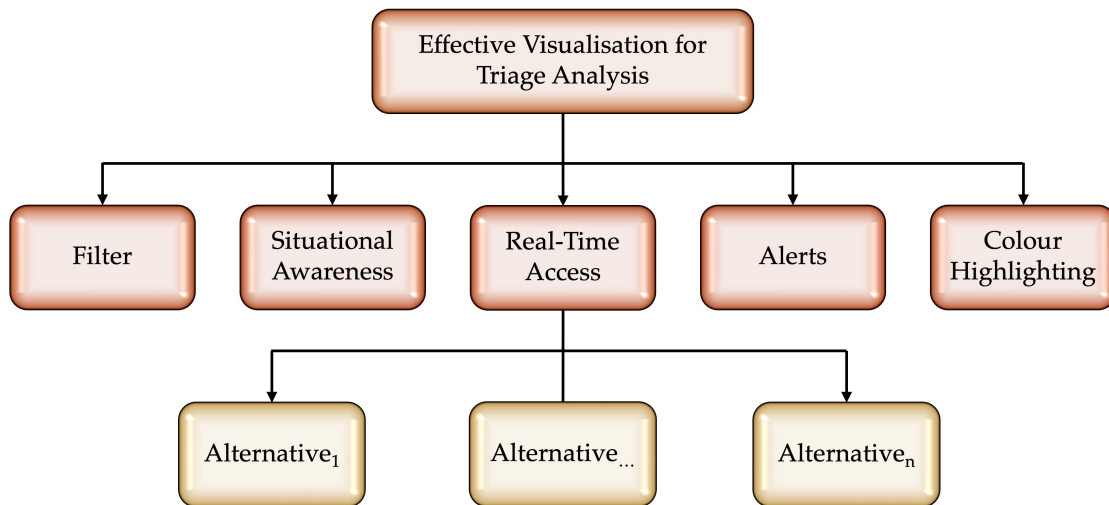 Effective Visualisation for
Triage Analysis
Filter
Situational
Awareness
Real-Time
Access
Alerts
Colour
Highlighting
Alternative₁
Alternative...
Alternativeₙ